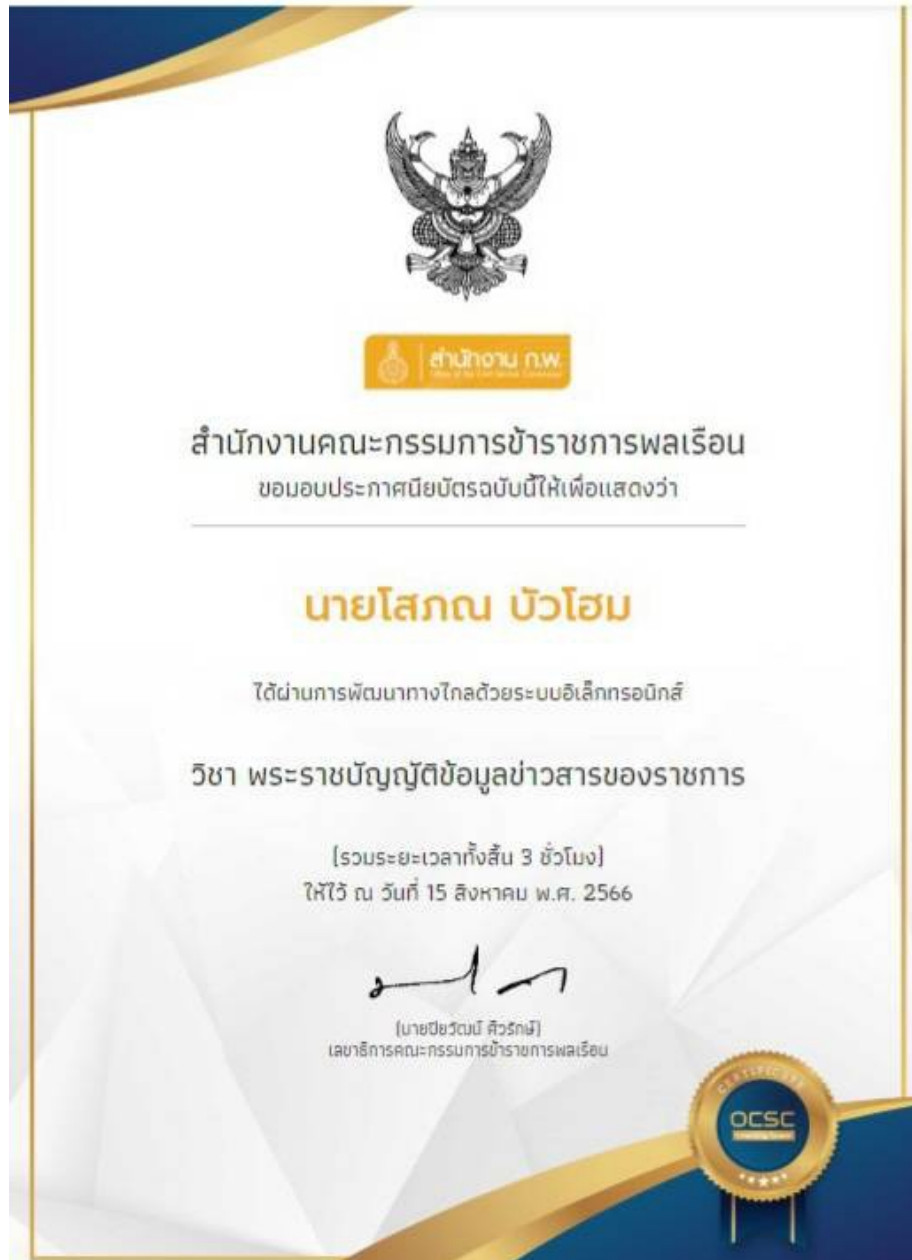 สำนักงาน ก.พ.
สำนักงานคณะกรรมการข้าราชการพลเรือน
ขอมอบประกาศนียบัตรฉบับนี้ให้เพื่อแสดงว่า
นายโสภณ บัวโฮม
ได้ผ่านการพัฒนาทางไกลด้วยระบบอิเล็กทรอนิกส์
วิชา พระราชบัญญัติข้อมูลข่าวสารของราชการ
(รวมระยะเวลาทั้งสิ้น 3 ชั่วโมง)
ให้ไว้ ณ วันที่ 15 สิงหาคม พ.ศ. 2566
(นายปิยวัฒน์ ศิวรักษ์)
เลขาธิการคณะกรรมการข้าราชการพลเรือน
CERTIFICATE
OCSC